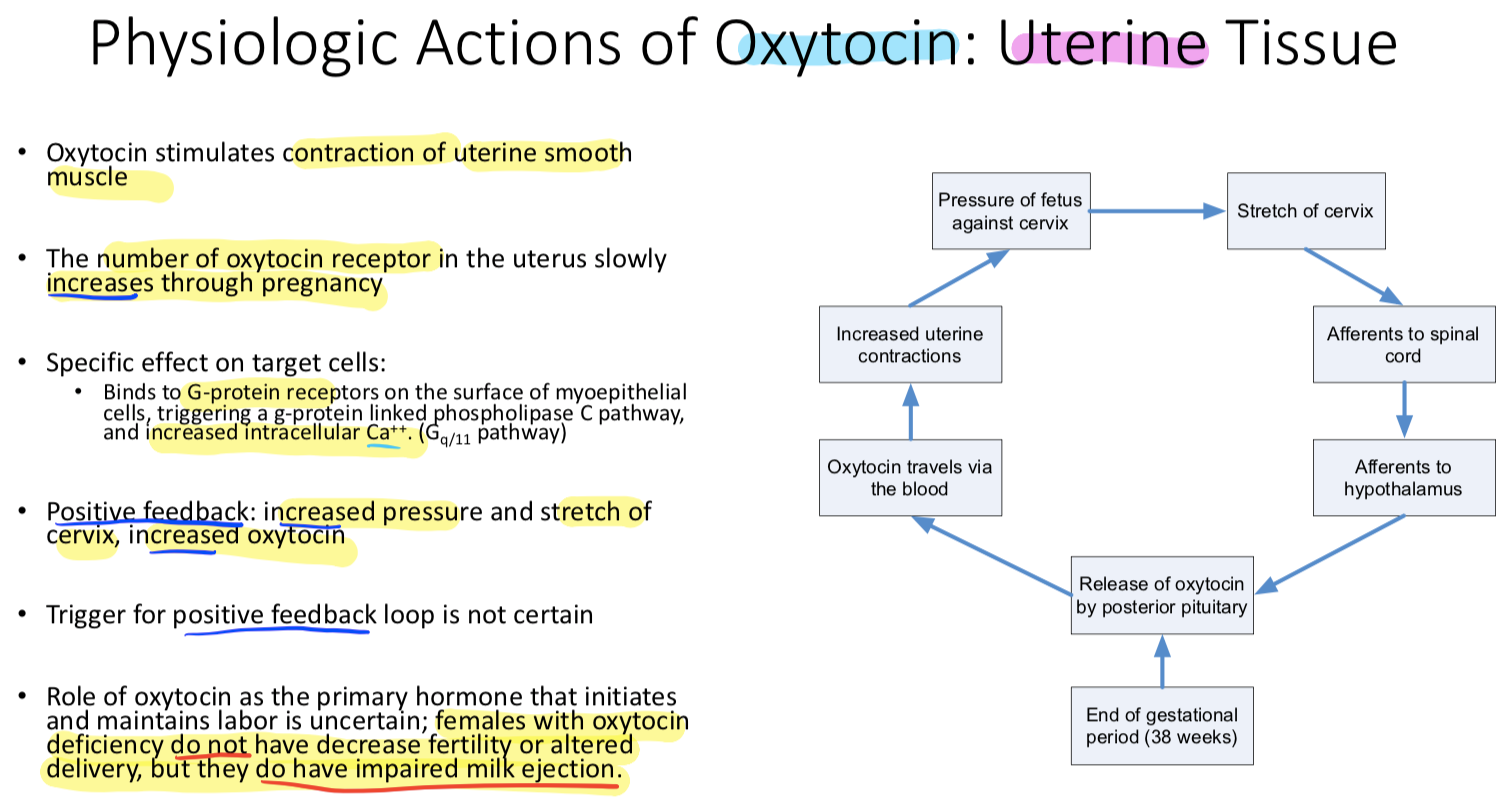 Physiologic Actions of Oxytocin: Uterine Tissue
• Oxytocin stimulates contraction of uterine smooth
muscle
• The number of oxytocin receptor in the uterus slowly
increases through pregnancy
• Specific effect on target cells:
• Binds to G-protein receptors on the surface of myoepithelial
cells, triggering a g-protein linked phospholipase C pathway,
and increased intracellular Ca⁺⁺. (Gq/11 pathway)
• Positive feedback: increased pressure and stretch of
cervix, increased oxytocin
• Trigger for positive feedback loop is not certain
• Role of oxytocin as the primary hormone that initiates
and maintains labor is uncertain; females with oxytocin
deficiency do not have decrease fertility or altered
delivery, but they do have impaired milk ejection.
Pressure of fetus
against cervix
Stretch of cervix
Afferents to spinal
cord
Afferents to
hypothalamus
Release of oxytocin
by posterior pituitary
Oxytocin travels via
the blood
Increased uterine
contractions
End of gestational
period (38 weeks)